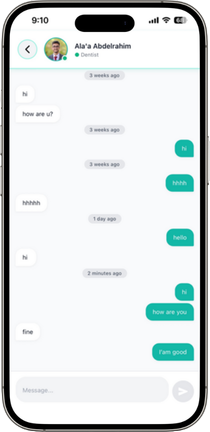 9:30
Ala'a Abdelrahim
Dentist
3 weeks ago
hi
how are u?
3 weeks ago
hi
3 weeks ago
hhhh
hhhhh
1 day ago
hello
hi
2 minutes ago
hi
how are you
fine
I'am good
Message...